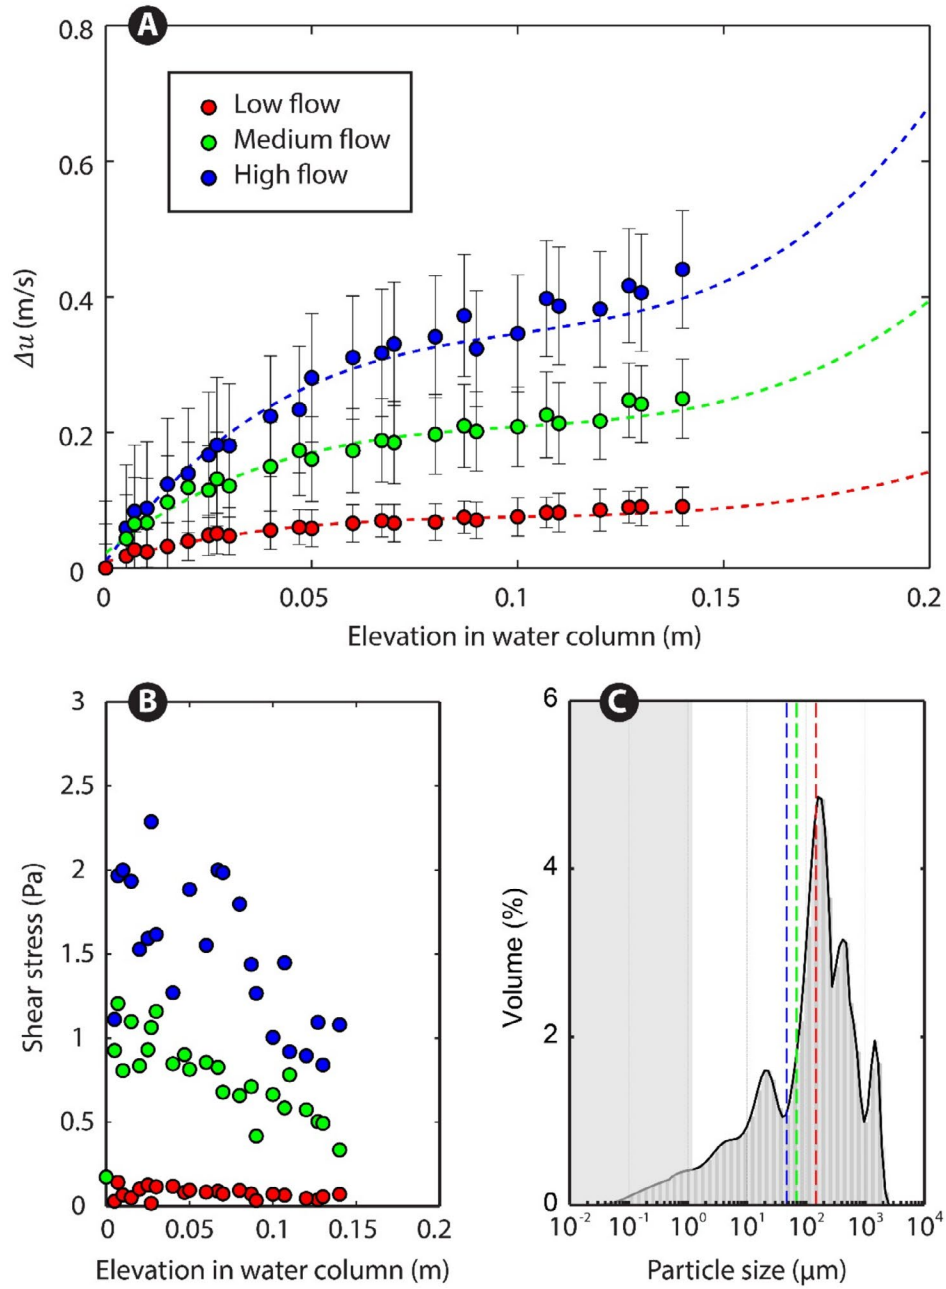 A
0.8
0.6
0.4
0.2
0
Δu (m/s)
Low flow
Medium flow
High flow
0 0.05 0.1 0.15 0.2
Elevation in water column (m)
B
3
2.5
2
1.5
1
0.5
0
Shear stress (Pa)
0 0.05 0.1 0.15 0.2
Elevation in water column (m)
C
6
4
2
0
Volume (%)
10⁻² 10⁻¹ 10⁰ 10¹ 10² 10³ 10⁴
Particle size (μm)